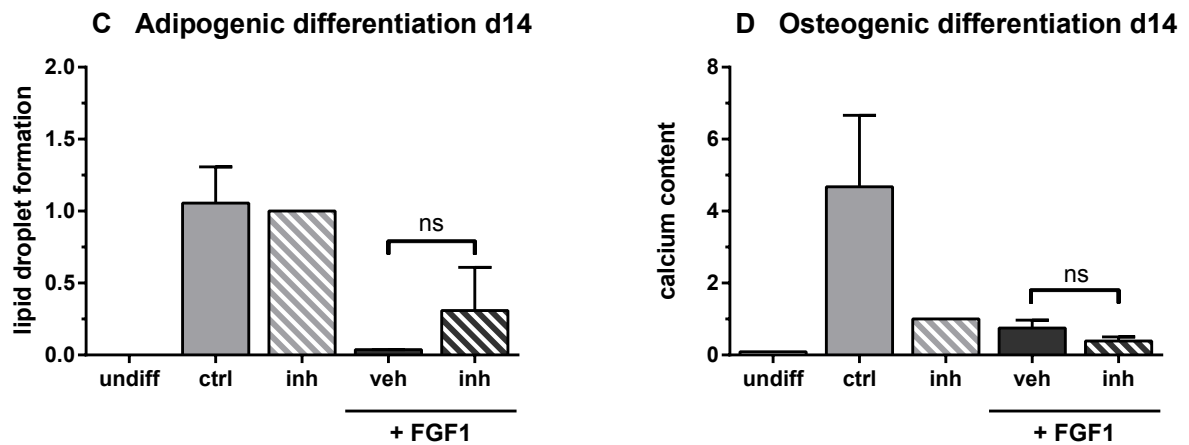 C Adipogenic differentiation d14
lipid droplet formation
2.0
1.5
1.0
0.5
0.0
ns
undiff ctrl inh veh inh
+ FGF1
D Osteogenic differentiation d14
calcium content
8
6
4
2
0
ns
undiff ctrl inh veh inh
+ FGF1